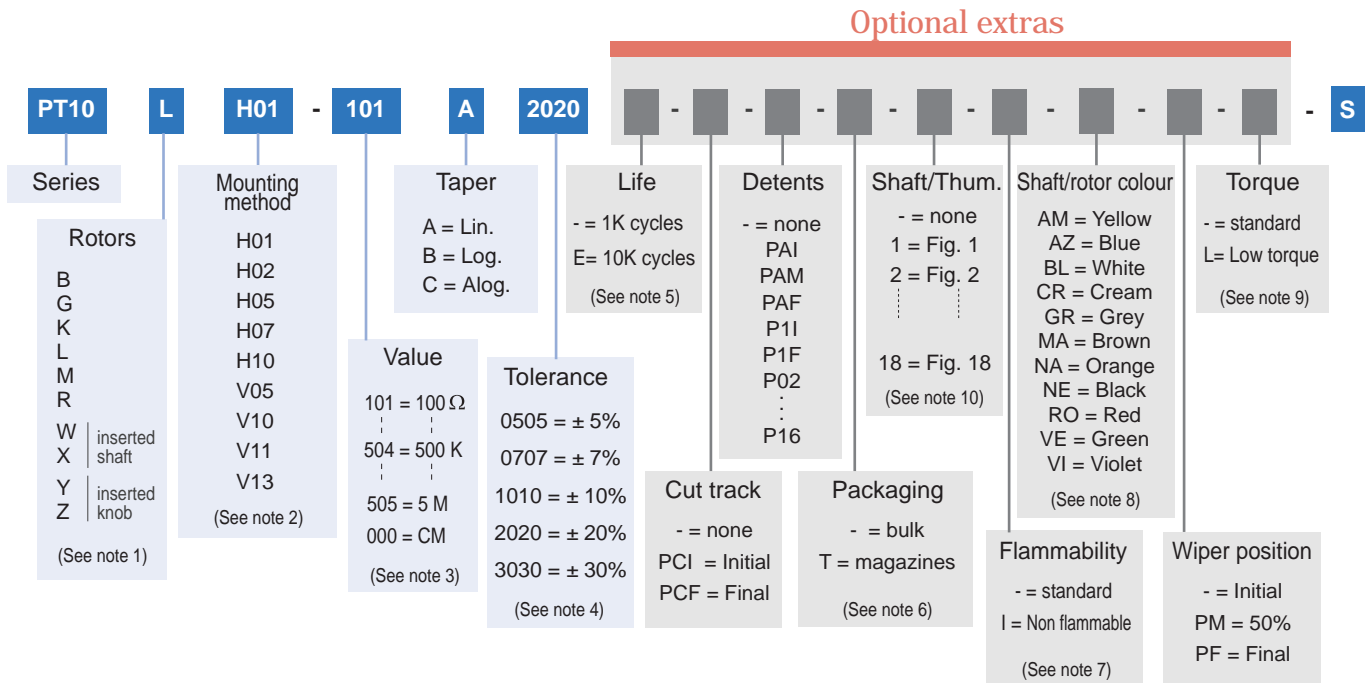 Optional extras
PT10 L H01 - 101 A 2020 - - - - - - - - - S
Series
Rotors
B
G
K
L
M
R
W
X
inserted
shaft
Y
Z
inserted
knob
(See note 1)
Mounting
method
H01
H02
H05
H07
H10
V05
V10
V11
V13
(See note 2)
Value
101 = 100 Ω
504 = 500 K
505 = 5 M
000 = CM
(See note 3)
Taper
A = Lin.
B = Log.
C = Alog.
Tolerance
0505 = ± 5%
0707 = ± 7%
1010 = ± 10%
2020 = ± 20%
3030 = ± 30%
(See note 4)
Life
- = 1K cycles
E= 10K cycles
(See note 5)
Cut track
- = none
PCI = Initial
PCF = Final
Detents
- = none
PAI
PAM
PAF
P1I
P1F
P02
:
P16
Packaging
- = bulk
T = magazines
(See note 6)
Shaft/Thum.
- = none
1 = Fig. 1
2 = Fig. 2
18 = Fig. 18
(See note 10)
Flammability
- = standard
I = Non flammable
(See note 7)
Shaft/rotor colour
AM = Yellow
AZ = Blue
BL = White
CR = Cream
GR = Grey
MA = Brown
NA = Orange
NE = Black
RO = Red
VE = Green
VI = Violet
(See note 8)
Wiper position
- = Initial
PM = 50%
PF = Final
Torque
- = standard
L= Low torque
(See note 9)